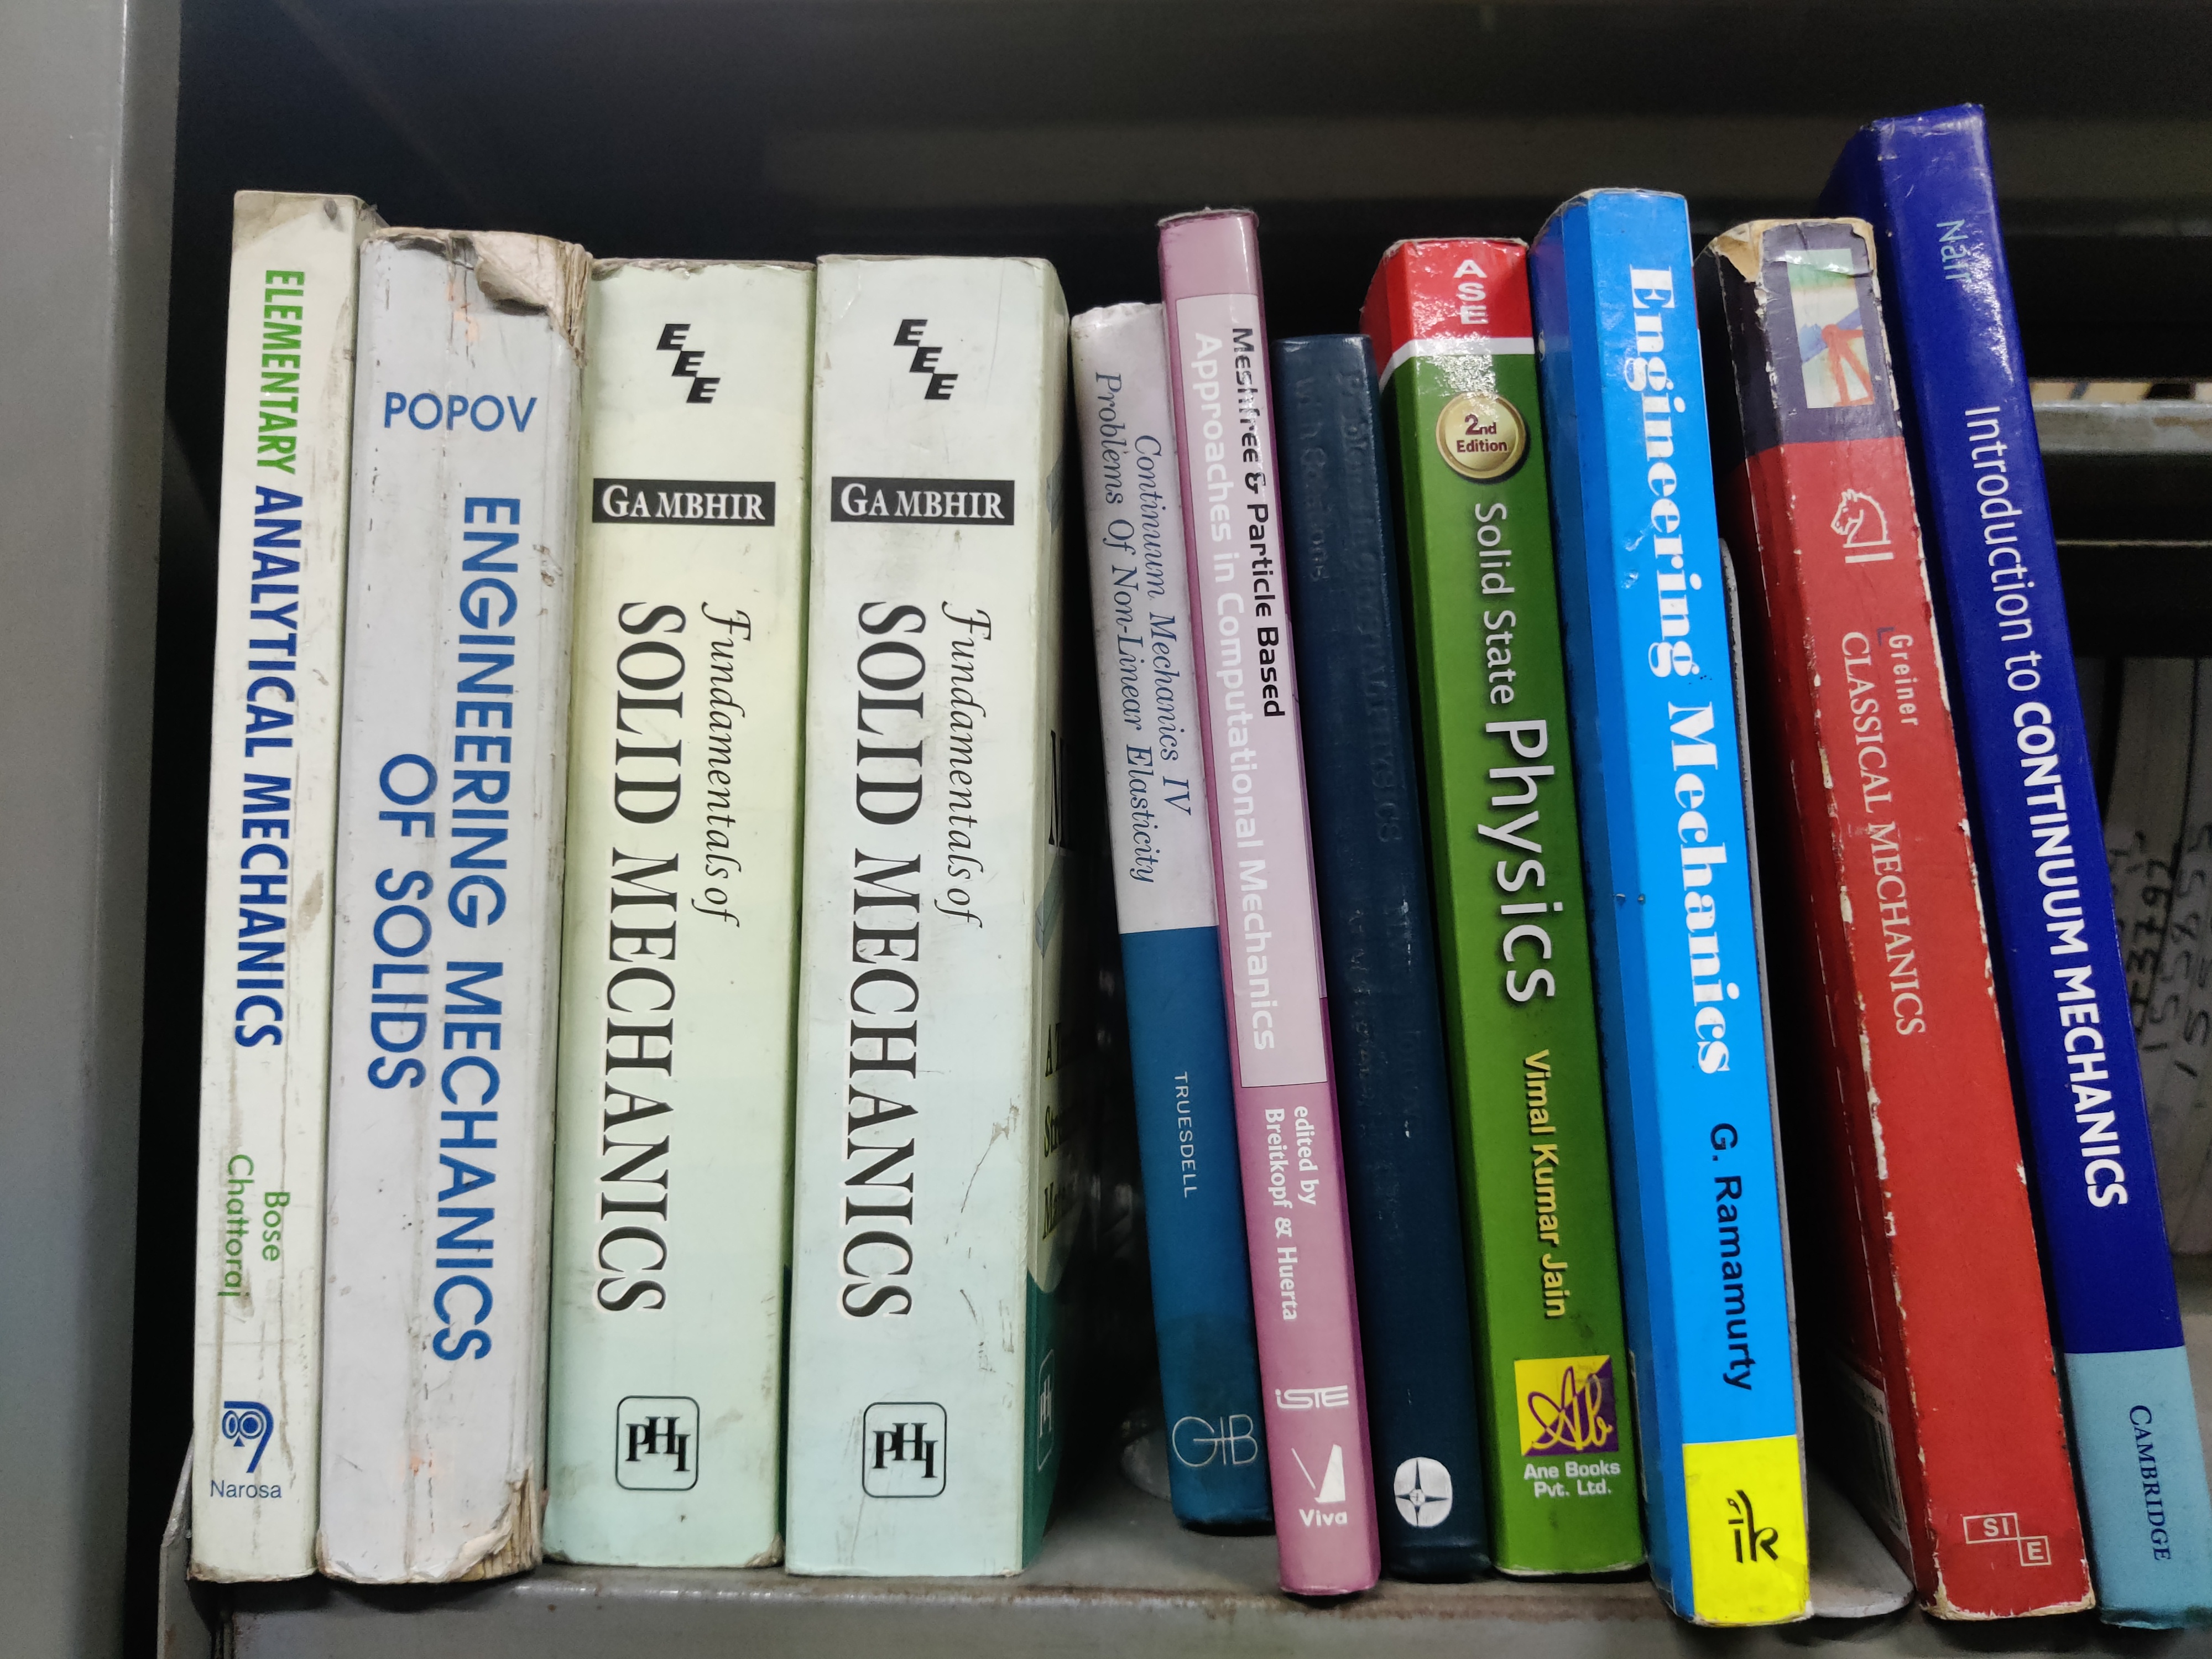 ELEMENTARY ANALYTICAL MECHANICS
Bose
Chattoraj
Narosa
POPOV
ENGINEERING MECHANICS
OF SOLIDS
EEE
GAMBHIR
Fundamentals of
SOLID MECHANICS
PHI
EEE
GAMBHIR
Fundamentals of
SOLID MECHANICS
PHI
Continuum Mechanics IV
Problems Of Non-Linear Elasticity
TRUESDELL
GB
Meshfree & Particle Based
Approaches in Computational Mechanics
edited by
Breitkopf & Huerta
iSTE
Viva
ASE
2nd
Edition
Solid State Physics
Vimal Kumar Jain
Ab
Ane Books
Pvt. Ltd.
Engineering Mechanics
G. Ramamurty
Greiner
CLASSICAL MECHANICS
SIE
Nair
Introduction to CONTINUUM MECHANICS
CAMBRIDGE